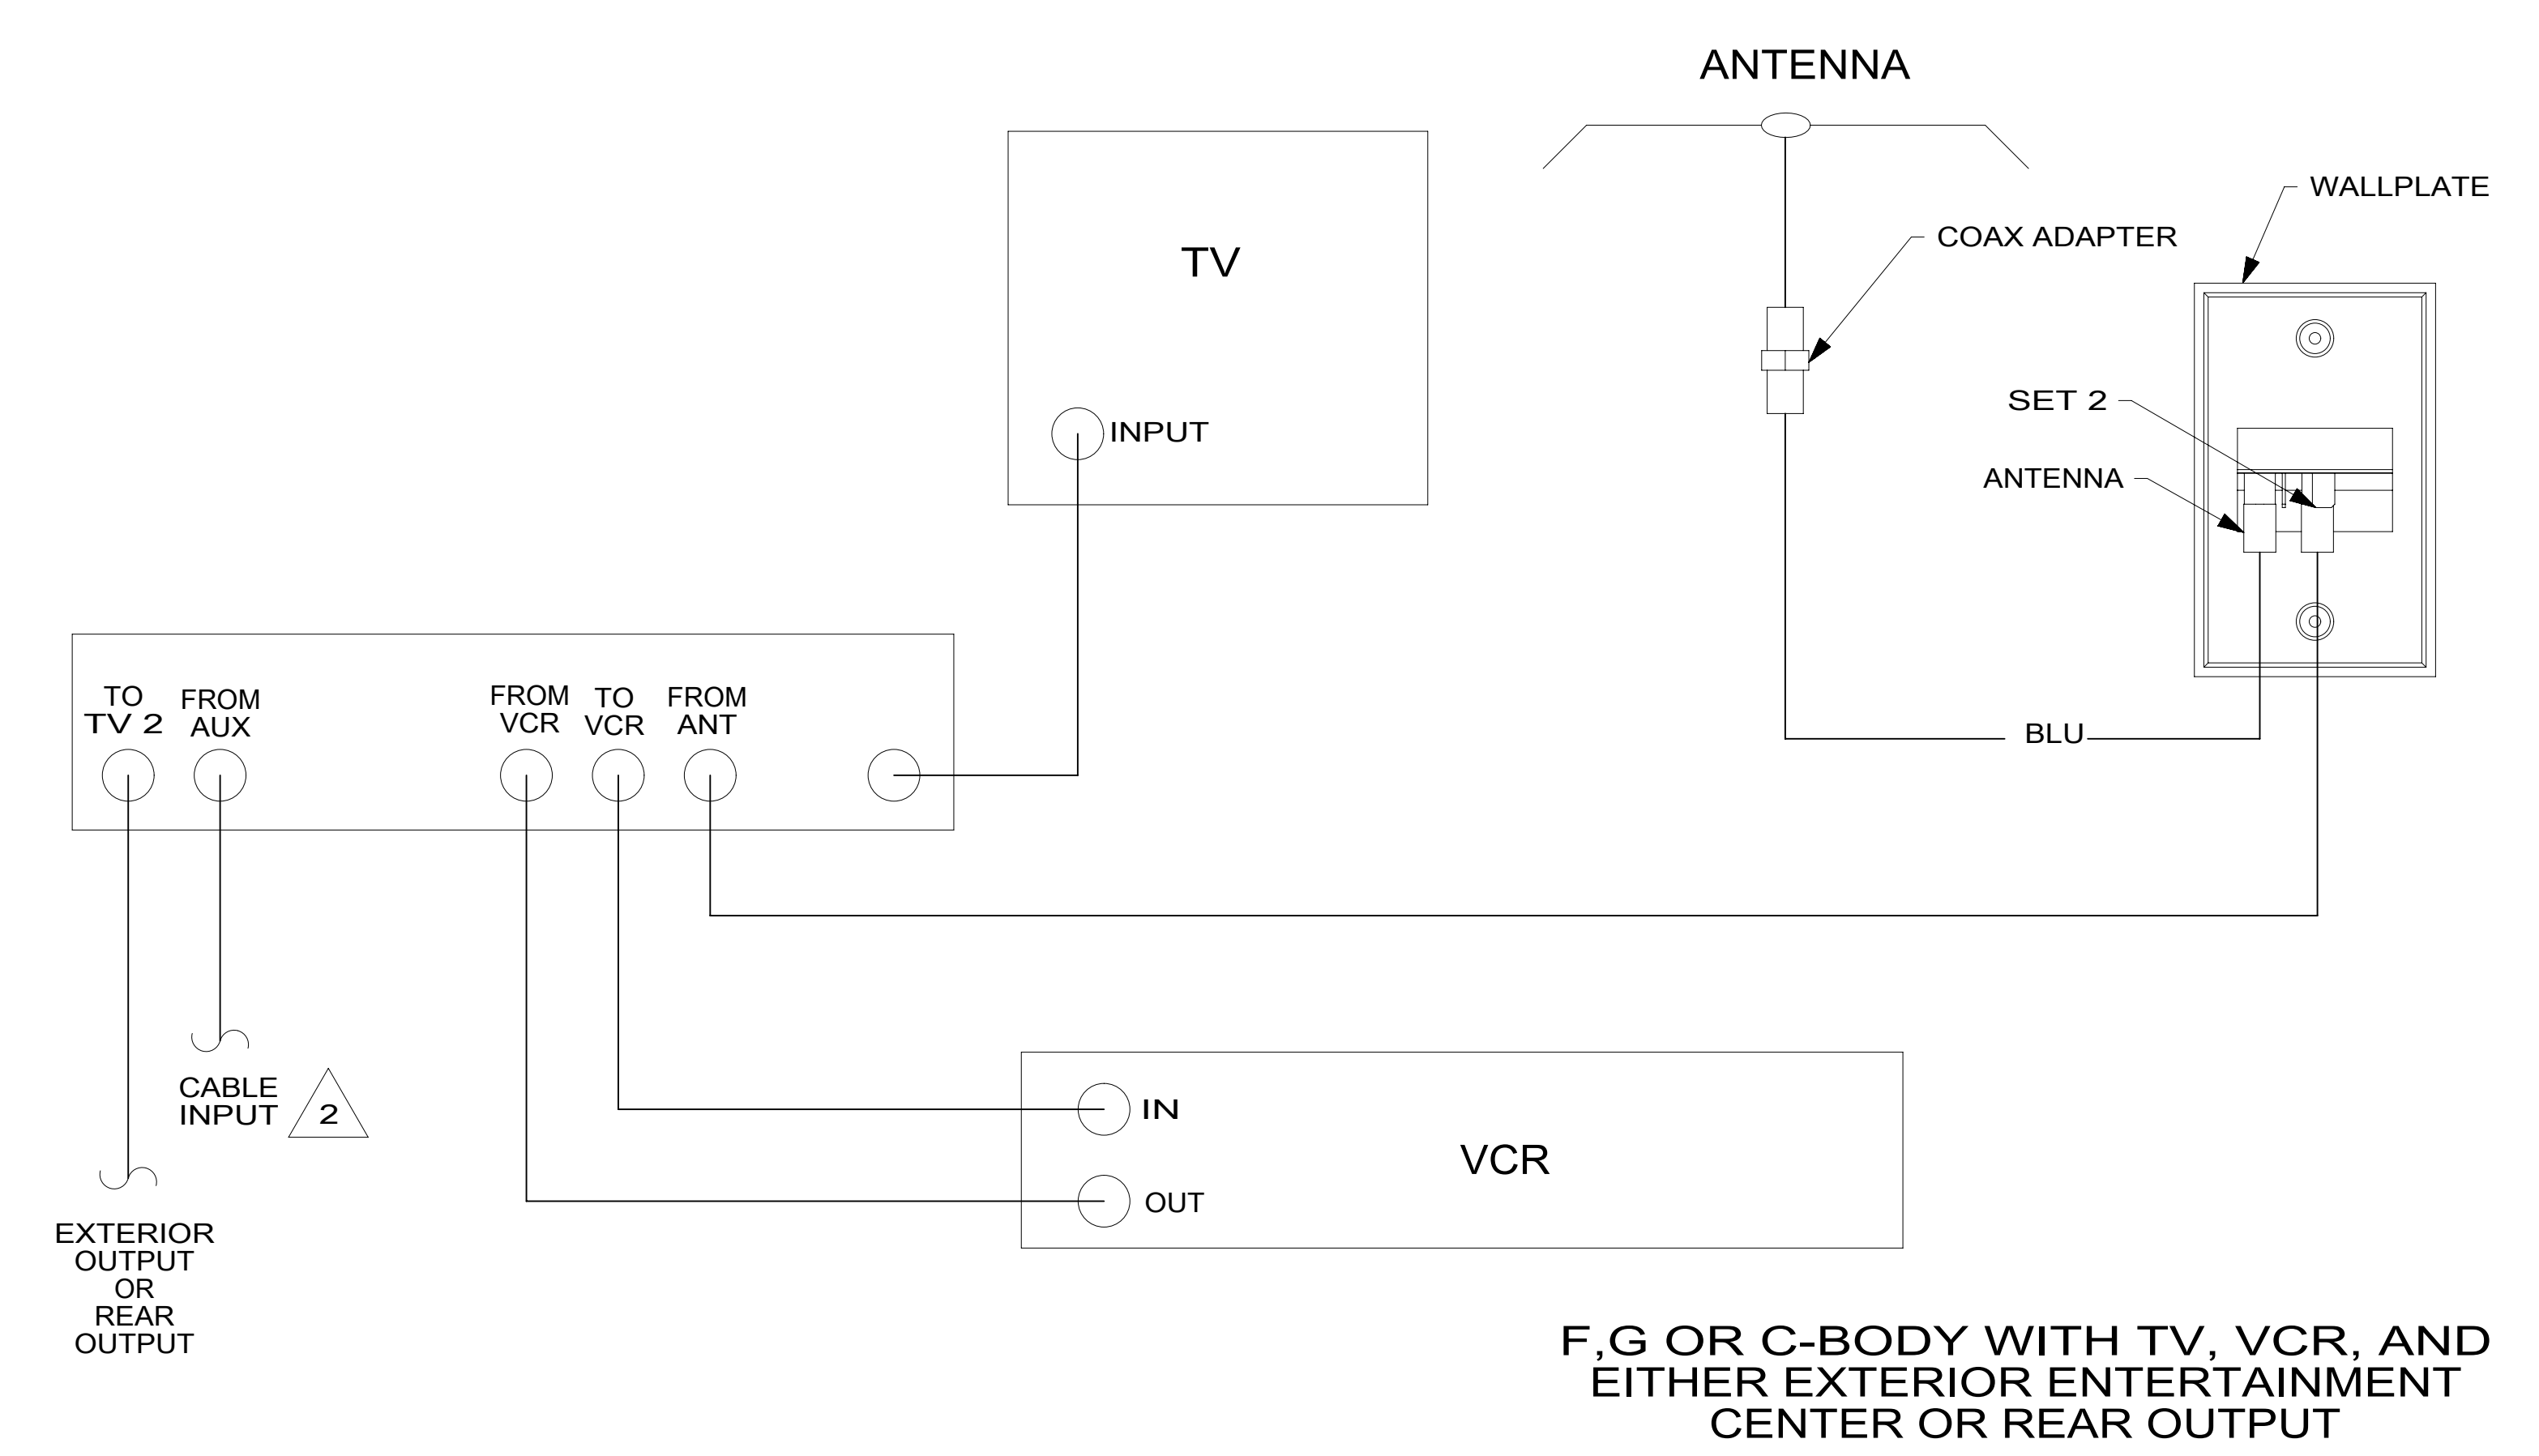 ANTENNA
WALLPLATE
COAX ADAPTER
TV
SET 2
INPUT
ANTENNA
TO
TV 2
FROM
AUX
FROM
VCR
TO
VCR
FROM
ANT
BLU
CABLE
INPUT
2
IN
VCR
OUT
EXTERIOR
OUTPUT
OR
REAR
OUTPUT
F,G OR C-BODY WITH TV, VCR, AND
EITHER EXTERIOR ENTERTAINMENT
CENTER OR REAR OUTPUT